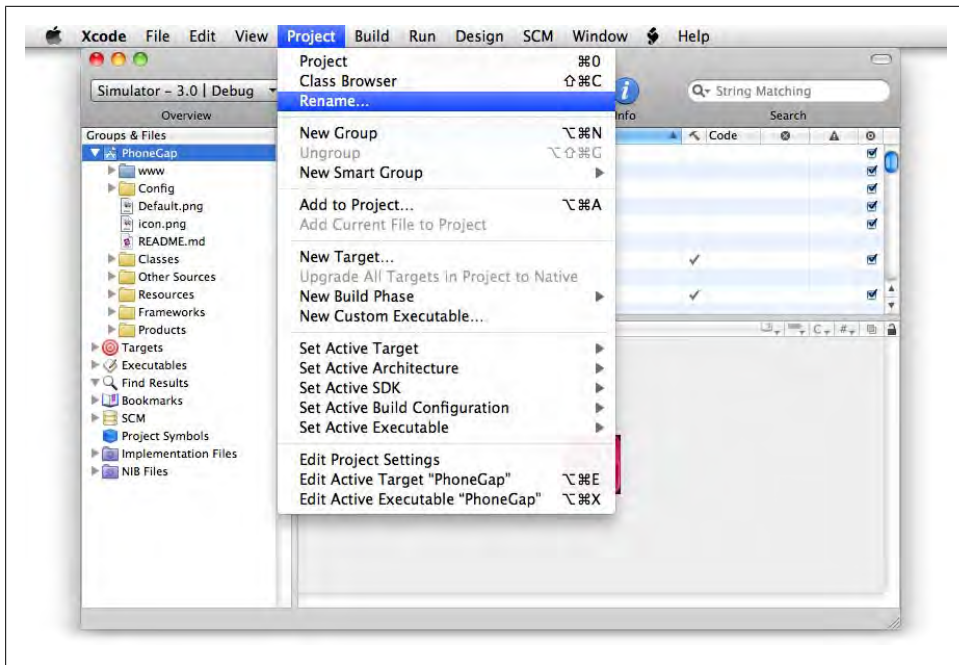 Xcode File Edit View Project Build Run Design SCM Window Help
Simulator – 3.0 | Debug
Overview
Info
String Matching
Search
Groups & Files
Code
PhoneGap
www
Config
Default.png
icon.png
README.md
Classes
Other Sources
Resources
Frameworks
Products
Targets
Executables
Find Results
Bookmarks
SCM
Project Symbols
Implementation Files
NIB Files
Project ⌘0
Class Browser ⇧⌘C
Rename...
New Group ⌥⌘N
Ungroup ⌥⇧⌘G
New Smart Group
Add to Project... ⌥⌘A
Add Current File to Project
New Target...
Upgrade All Targets in Project to Native
New Build Phase
New Custom Executable...
Set Active Target
Set Active Architecture
Set Active SDK
Set Active Build Configuration
Set Active Executable
Edit Project Settings
Edit Active Target "PhoneGap" ⌥⌘E
Edit Active Executable "PhoneGap" ⌥⌘X
C #